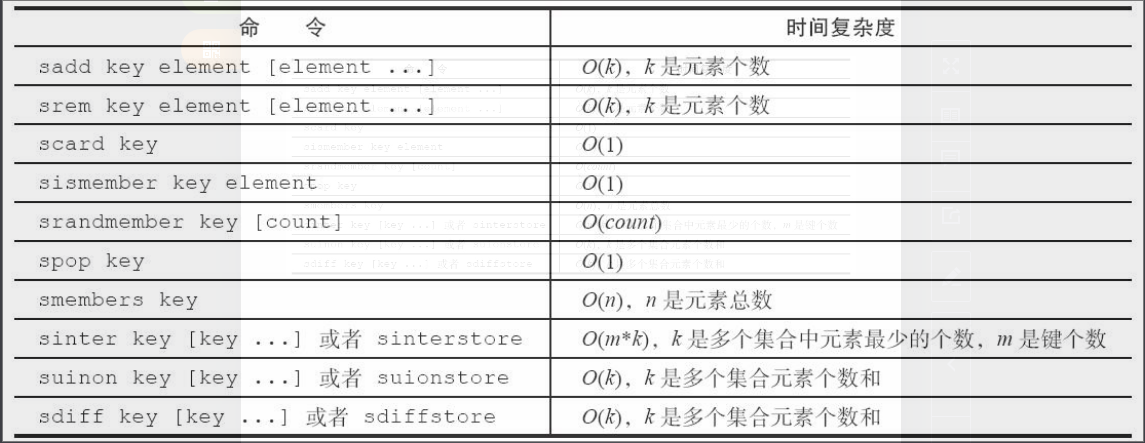 命 令 时间复杂度
sadd key element [element ...] O(k), k 是元素个数
srem key element [element ...] O(k), k 是元素个数
scard key O(1)
sismember key element O(1)
srandmember key [count] O(count)
spop key O(1)
smembers key O(n), n 是元素总数
sinter key [key ...] 或者 sinterstore O(m*k), k 是多个集合中元素最少的个数, m 是键个数
suinon key [key ...] 或者 suionstore O(k), k 是多个集合元素个数和
sdiff key [key ...] 或者 sdiffstore O(k), k 是多个集合元素个数和